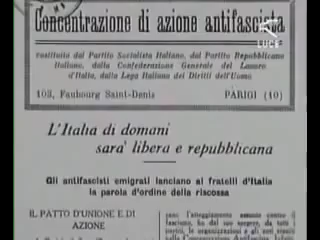 Concentrazione di azione antifascista
LUCE
costituito dal Partito Socialista Italiano, dal Partito Repubblicano
Italiano, dalla Confederazione Generale del Lavoro
d'Italia, dalla Lega Italiana dei Diritti dell'Uomo
103, Faubourg Saint-Denis PARIGI (10)
L'Italia di domani
sarà libera e repubblicana
Gli antifascisti emigrati lanciano ai fratelli d'Italia
la parola d'ordine della riscossa
IL PATTO D'UNIONE E DI
AZIONE